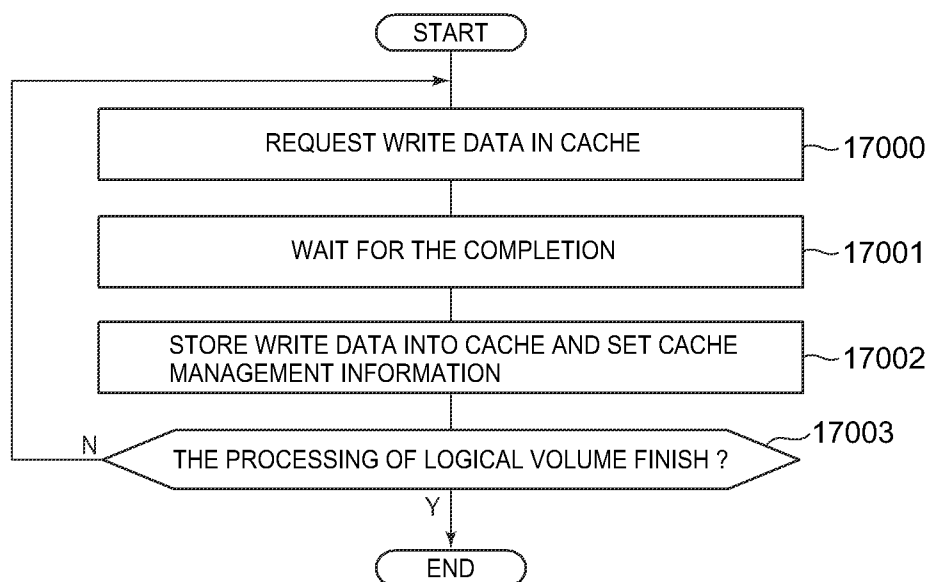 START
REQUEST WRITE DATA IN CACHE
17000
WAIT FOR THE COMPLETION
17001
STORE WRITE DATA INTO CACHE AND SET CACHE
MANAGEMENT INFORMATION
17002
N
THE PROCESSING OF LOGICAL VOLUME FINISH ?
17003
Y
END